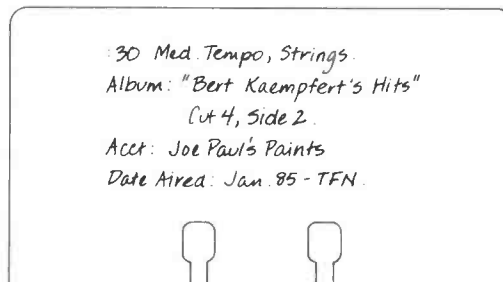 :30 Med. Tempo, Strings.
Album: "Bert Kaempfert's Hits"
Cut 4, Side 2.
Acct: Joe Paul's Paints
Date Aired: Jan. 85 - TFN.